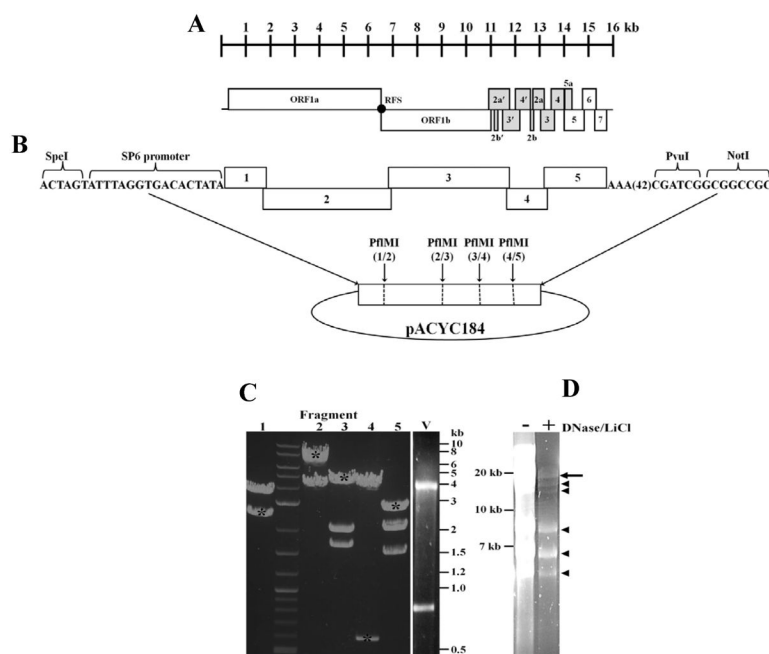 A
1 2 3 4 5 6 7 8 9 10 11 12 13 14 15 16 kb
5a
2a′ 4′ 2a 4 6
ORF1a RFS
ORF1b 3′ 3 5 7
2b′ 2b
B
SpeI SP6 promoter PvuI NotI
ACTAGTATTTAGGTGACACTATA 1 2 3 4 5 AAA(42)CGATCGGCGGCCGC
PflMI PflMI PflMI PflMI
(1/2) (2/3) (3/4) (4/5)
pACYC184
C D
Fragment
1 2 3 4 5 V kb - + DNase/LiCl
10
8
6
5
4
3
2
1.5
1.2
1.0
0.5
20 kb
10 kb
7 kb
* * * * *